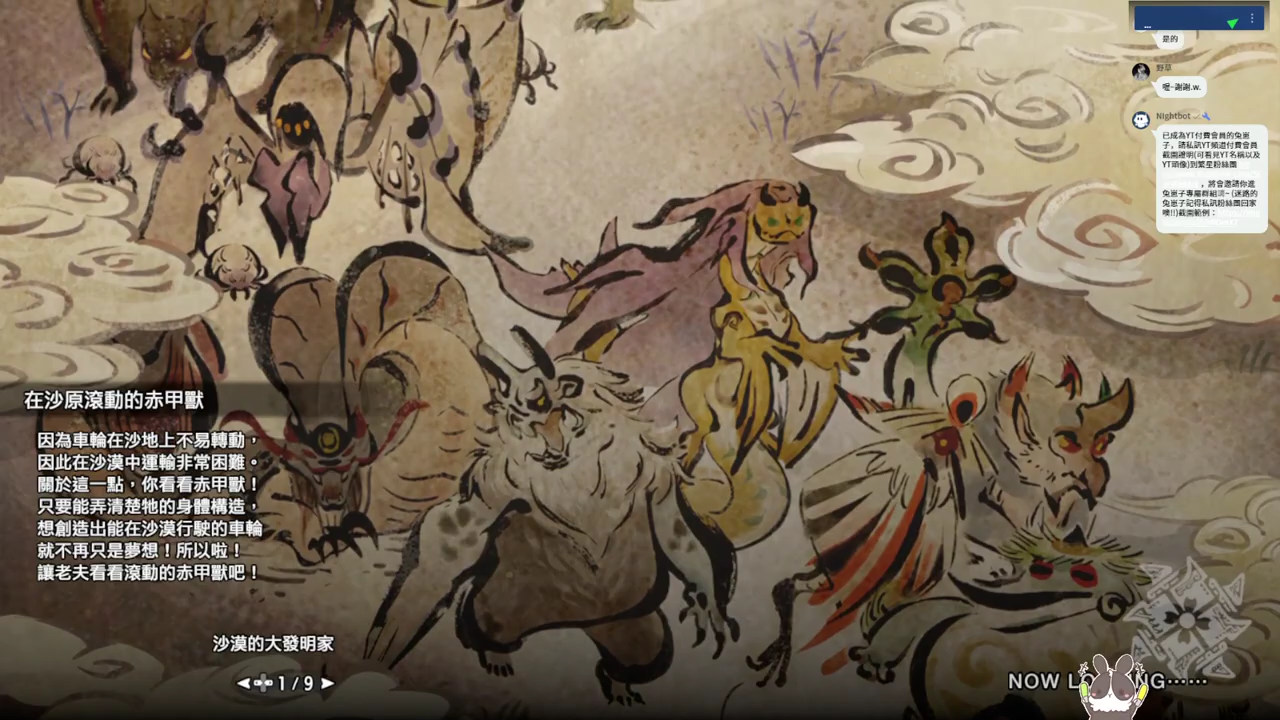 是的
野草
喔~謝謝.w.
Nightbot
已成為YT付費會員的兔崽
子，請私訊YT頻道付費會員
截圖證明(可看見YT名稱以及
YT頭像)到繁星粉絲團
，將會邀請你進
兔崽子專屬群組唷~ (迷路的
兔崽子記得私訊粉絲團回家
噢!!)截圖範例：
在沙原滾動的赤甲獸
因為車輪在沙地上不易轉動，
因此在沙漠中運輸非常困難。
關於這一點，你看看赤甲獸！
只要能弄清楚牠的身體構造，
想創造出能在沙漠行駛的車輪
就不再只是夢想！所以啦！
讓老夫看看滾動的赤甲獸吧！
沙漠的大發明家
1 / 9
NOW L NG……